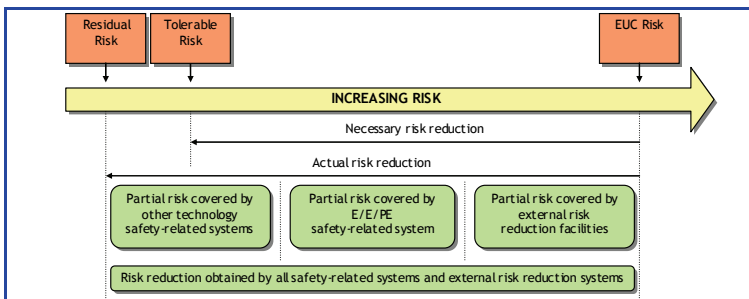 Residual
Risk
Tolerable
Risk
EUC Risk
INCREASING RISK
Necessary risk reduction
Actual risk reduction
Partial risk covered by
other technology
safety-related systems
Partial risk covered by
E/E/PE
safety-related system
Partial risk covered by
external risk
reduction facilities
Risk reduction obtained by all safety-related systems and external risk reduction systems